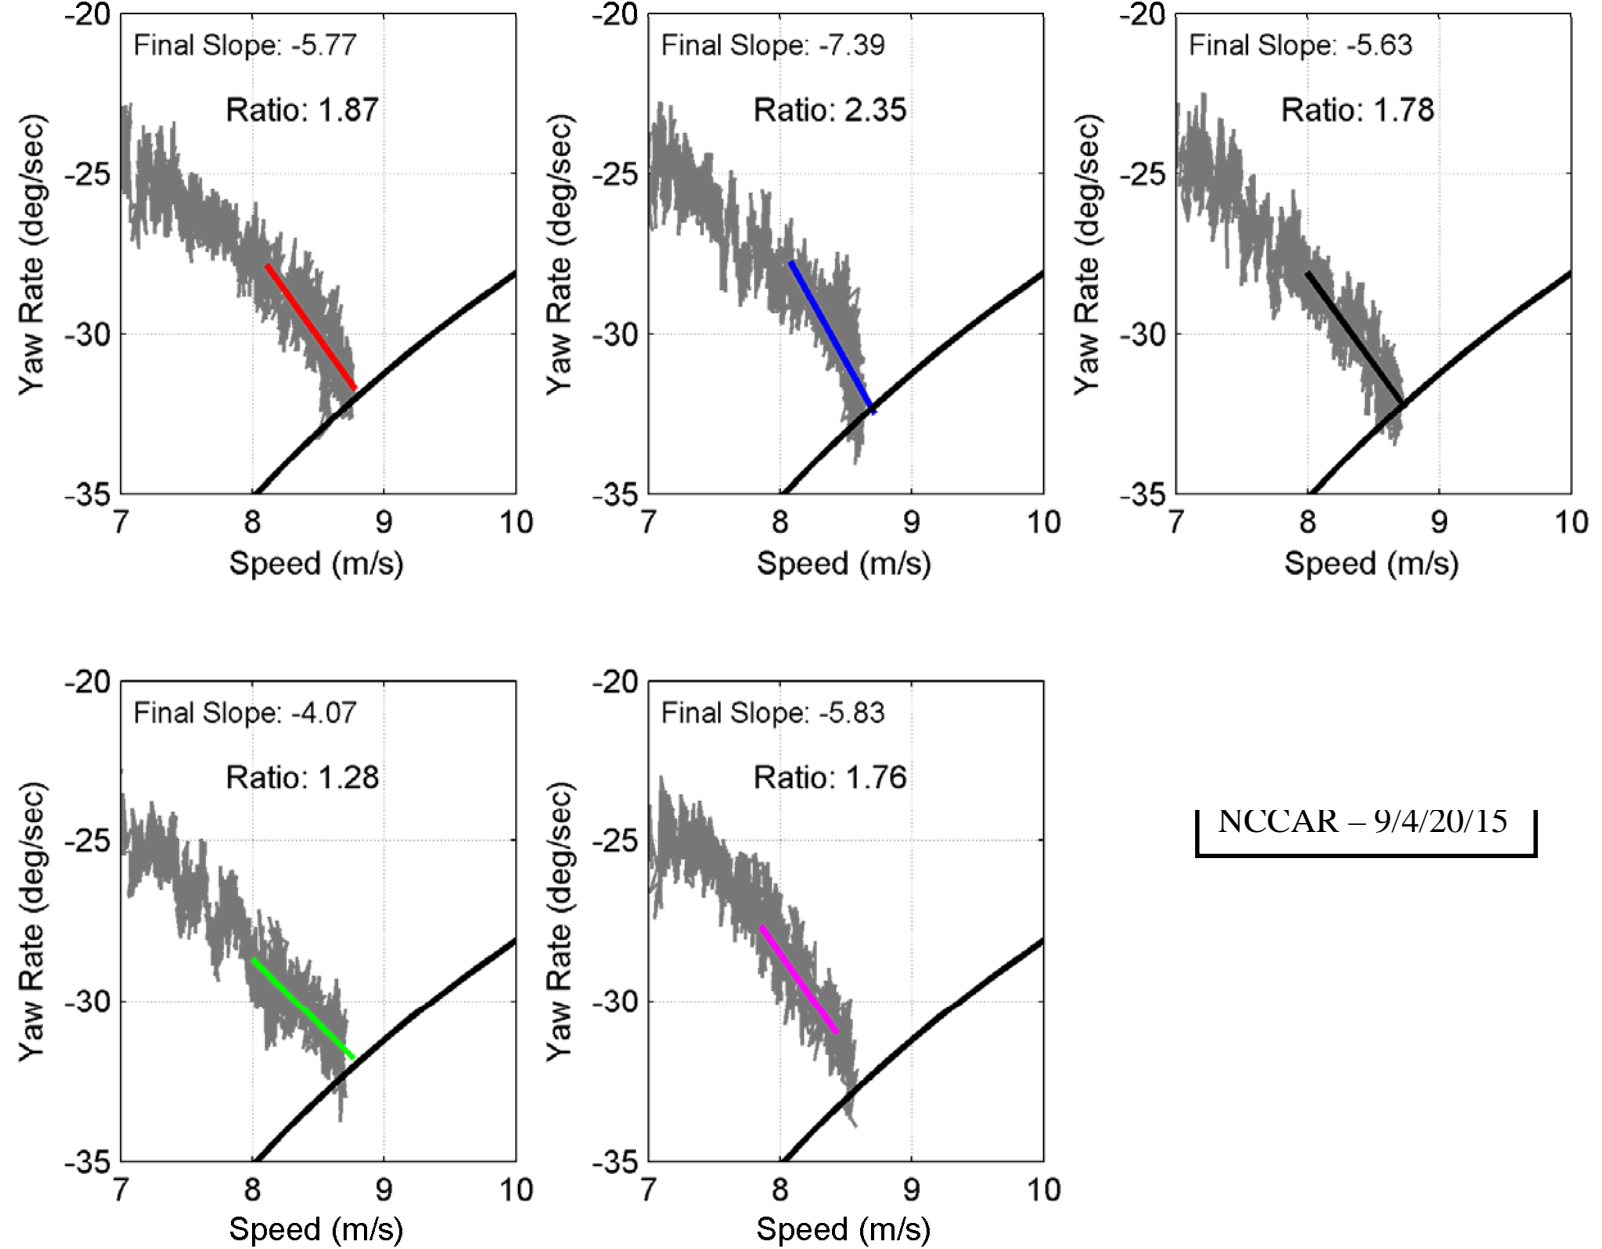 -20
-25
-30
-35
Yaw Rate (deg/sec)
Final Slope: -5.77
Ratio: 1.87
7 8 9 10
Speed (m/s)
-20
-25
-30
-35
Yaw Rate (deg/sec)
Final Slope: -7.39
Ratio: 2.35
7 8 9 10
Speed (m/s)
-20
-25
-30
-35
Yaw Rate (deg/sec)
Final Slope: -5.63
Ratio: 1.78
7 8 9 10
Speed (m/s)
-20
-25
-30
-35
Yaw Rate (deg/sec)
Final Slope: -4.07
Ratio: 1.28
7 8 9 10
Speed (m/s)
-20
-25
-30
-35
Yaw Rate (deg/sec)
Final Slope: -5.83
Ratio: 1.76
7 8 9 10
Speed (m/s)
NCCAR – 9/4/20/15